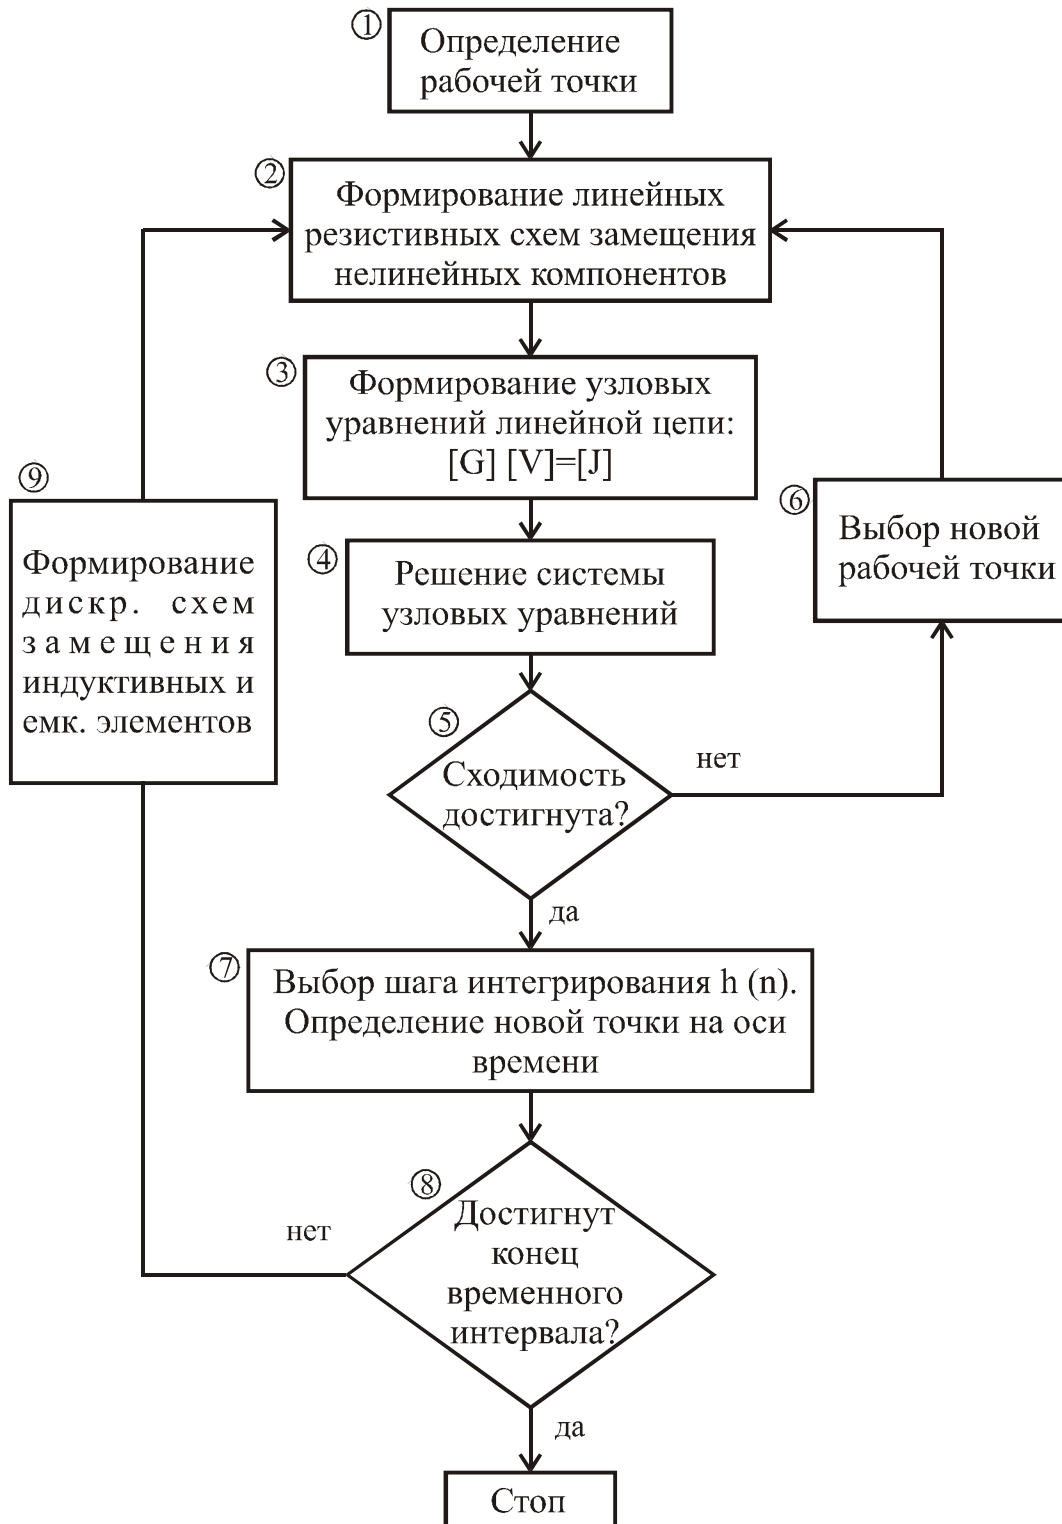 ①
Определение
рабочей точки
②
Формирование линейных
резистивных схем замещения
нелинейных компонентов
③
Формирование узловых
уравнений линейной цепи:
[G] [V]=[J]
④
Решение системы
узловых уравнений
⑤
Сходимость
достигнута?
нет
да
⑥
Выбор новой
рабочей точки
⑦
Выбор шага интегрирования h (n).
Определение новой точки на оси
времени
⑧
Достигнут
конец
временного
интервала?
нет
да
⑨
Формирование
дискр. схем
замещения
индуктивных и
емк. элементов
Стоп